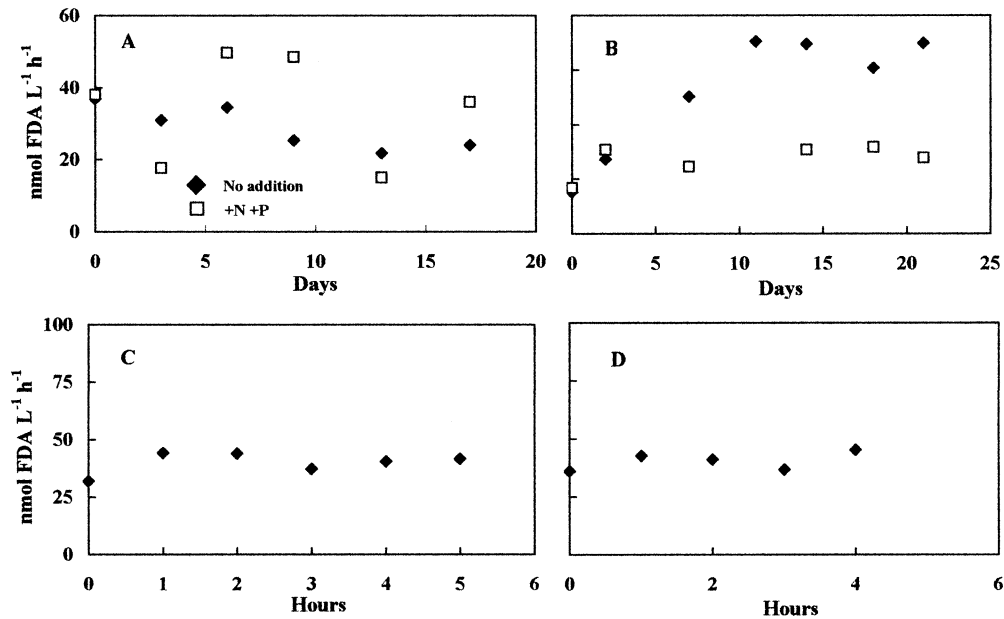 nmol FDA L⁻¹ h⁻¹
60
40
20
0
A
No addition
+N +P
0 5 10 15 20
Days
B
0 5 10 15 20 25
Days
nmol FDA L⁻¹ h⁻¹
100
75
50
25
0
C
0 1 2 3 4 5 6
Hours
D
0 2 4 6
Hours